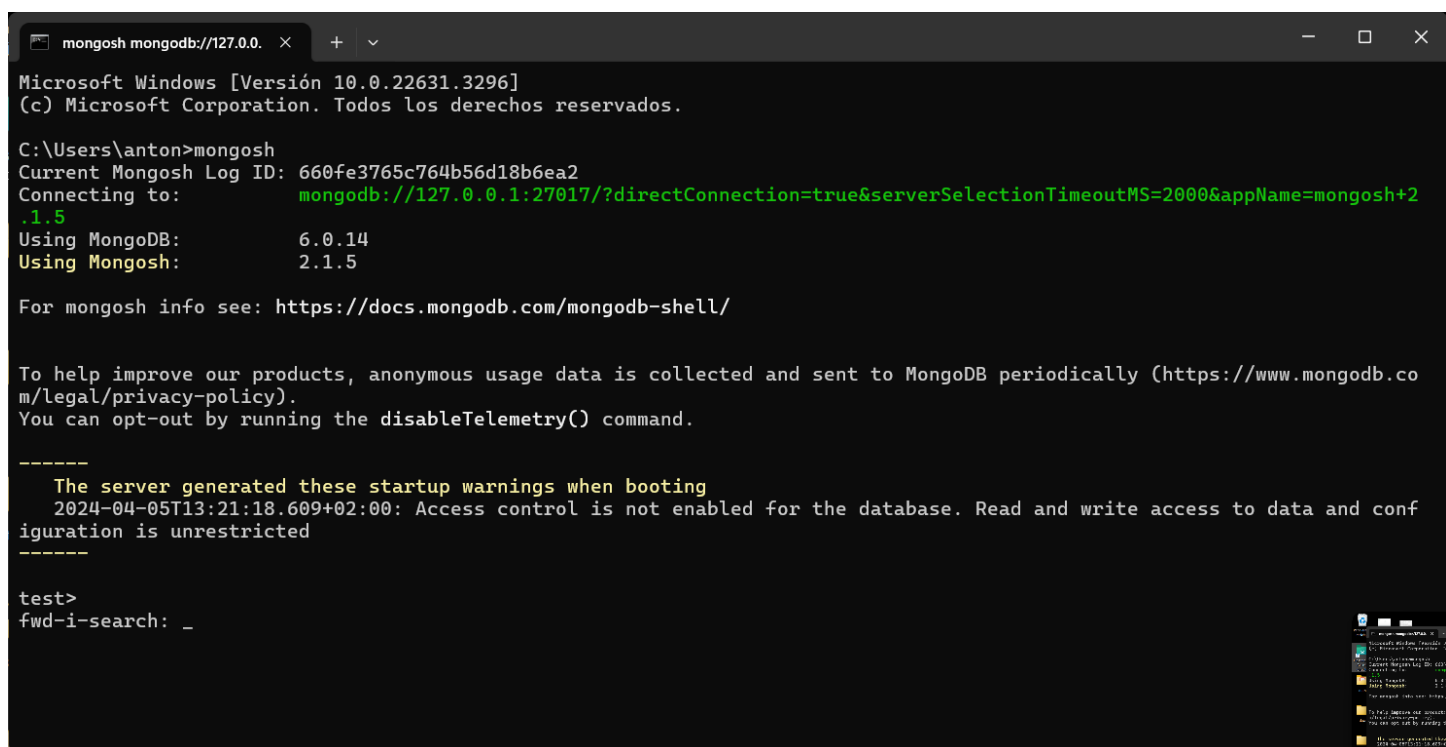 mongosh mongodb://127.0.0.
Microsoft Windows [Versión 10.0.22631.3296]
(c) Microsoft Corporation. Todos los derechos reservados.
C:\Users\anton>mongosh
Current Mongosh Log ID: 660fe3765c764b56d18b6ea2
Connecting to: mongodb://127.0.0.1:27017/?directConnection=true&serverSelectionTimeoutMS=2000&appName=mongosh+2
.1.5
Using MongoDB: 6.0.14
Using Mongosh: 2.1.5
For mongosh info see: https://docs.mongodb.com/mongodb-shell/
To help improve our products, anonymous usage data is collected and sent to MongoDB periodically (https://www.mongodb.co
m/legal/privacy-policy).
You can opt-out by running the disableTelemetry() command.
------
The server generated these startup warnings when booting
2024-04-05T13:21:18.609+02:00: Access control is not enabled for the database. Read and write access to data and conf
iguration is unrestricted
------
test>
fwd-i-search: _